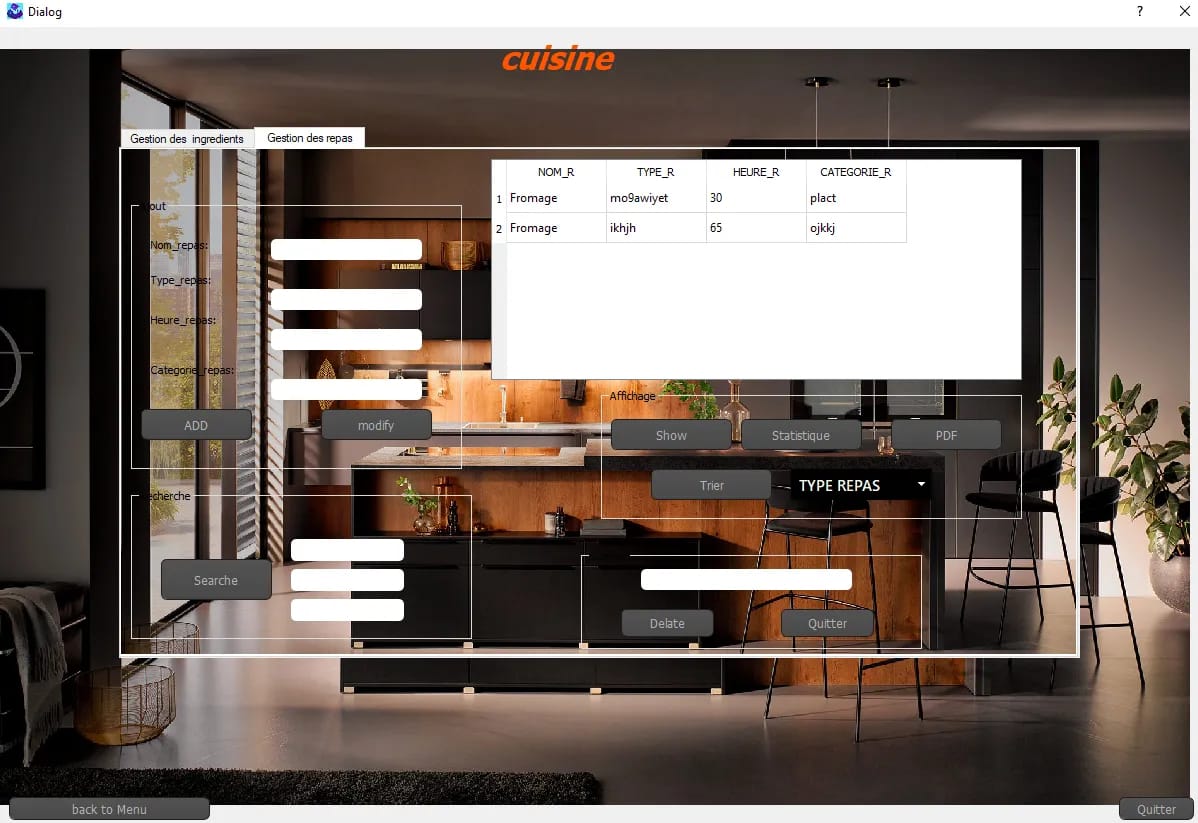 Dialog
?
cuisine
Gestion des ingredients
Gestion des repas
NOM_R TYPE_R HEURE_R CATEGORIE_R
1 Fromage mo9awiyet 30 plact
2 Fromage ikhjh 65 ojkkj
Nom_repas:
Type_repas:
Heure_repas:
Categorie_repas:
ADD
modify
Affichage
Show
Statistique
PDF
Trier
TYPE REPAS
Searche
Delate
Quitter
back to Menu
Quitter